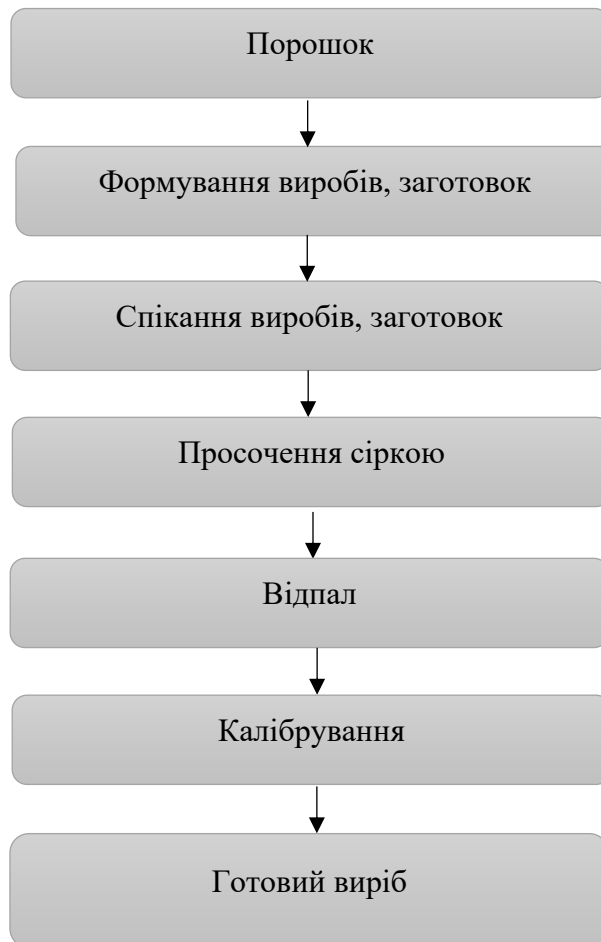 Порошок
Формування виробів, заготовок
Спікання виробів, заготовок
Просочення сіркою
Відпал
Калібрування
Готовий виріб